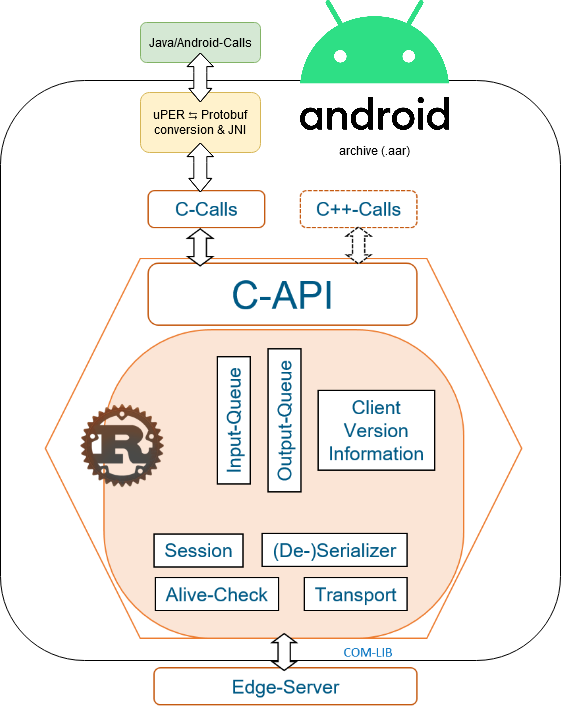 Java/Android-Calls
uPER ⇆ Protobuf
conversion & JNI
android
archive (.aar)
C-Calls
C++-Calls
C-API
Input-Queue
Output-Queue
Client
Version
Information
R
Session
(De-)Serializer
Alive-Check
Transport
COM-LIB
Edge-Server